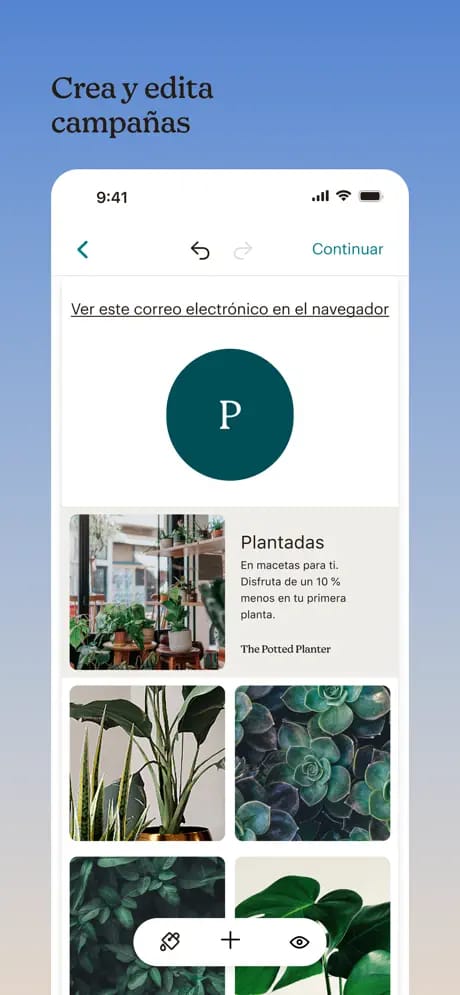 Crea y edita
campañas
9:41
Continuar
Ver este correo electrónico en el navegador
P
Plantadas
En macetas para ti.
Disfruta de un 10 %
menos en tu primera
planta.
The Potted Planter